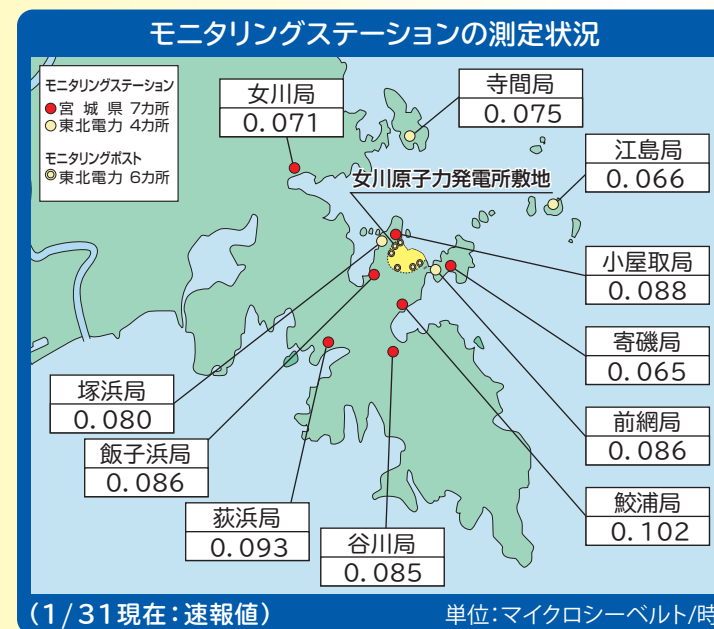 モニタリングステーションの測定状況
モニタリングステーション
宮城県 7カ所
東北電力 4カ所
モニタリングポスト
東北電力 6カ所
女川局
0.071
寺間局
0.075
江島局
0.066
女川原子力発電所敷地
小屋取局
0.088
寄磯局
0.065
前網局
0.086
鮫浦局
0.102
塚浜局
0.080
飯子浜局
0.086
荻浜局
0.093
谷川局
0.085
(1/31現在:速報値)
単位:マイクロシーベルト/時